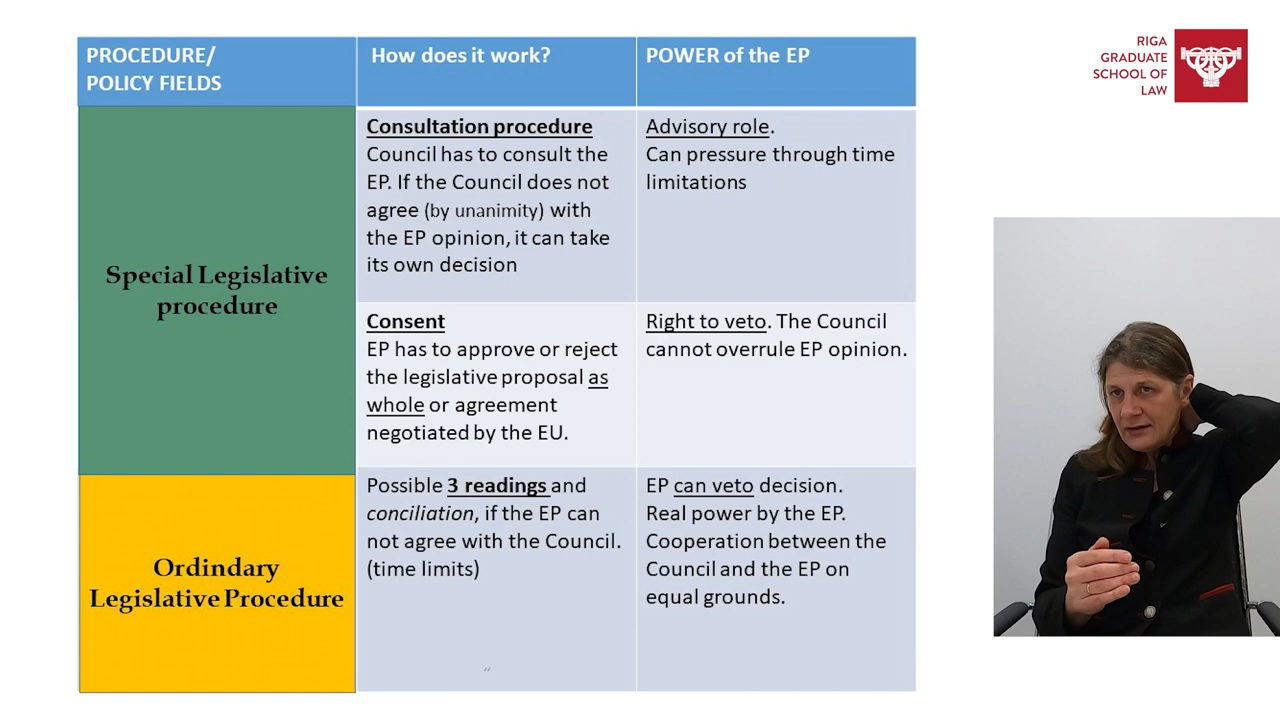 RIGA
GRADUATE
SCHOOL OF
LAW
PROCEDURE/
POLICY FIELDS
How does it work?
POWER of the EP
Special Legislative
procedure
Consultation procedure
Council has to consult the
EP. If the Council does not
agree (by unanimity) with
the EP opinion, it can take
its own decision
Advisory role.
Can pressure through time
limitations
Consent
EP has to approve or reject
the legislative proposal as
whole or agreement
negotiated by the EU.
Right to veto. The Council
cannot overrule EP opinion.
Ordindary
Legislative Procedure
Possible 3 readings and
conciliation, if the EP can
not agree with the Council.
(time limits)
“
EP can veto decision.
Real power by the EP.
Cooperation between the
Council and the EP on
equal grounds.